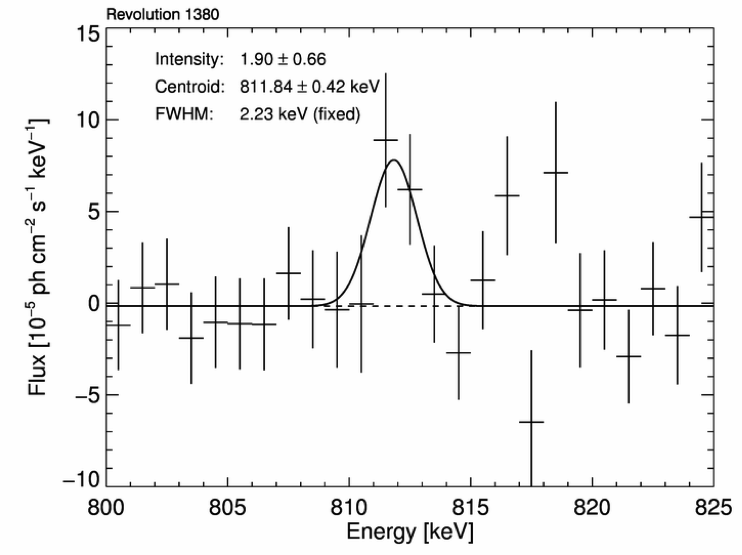 Revolution 1380
Intensity: 1.90 ± 0.66
Centroid: 811.84 ± 0.42 keV
FWHM: 2.23 keV (fixed)
Flux [10⁻⁵ ph cm⁻² s⁻¹ keV⁻¹]
15
10
5
0
−5
−10
800 805 810 815 820 825
Energy [keV]